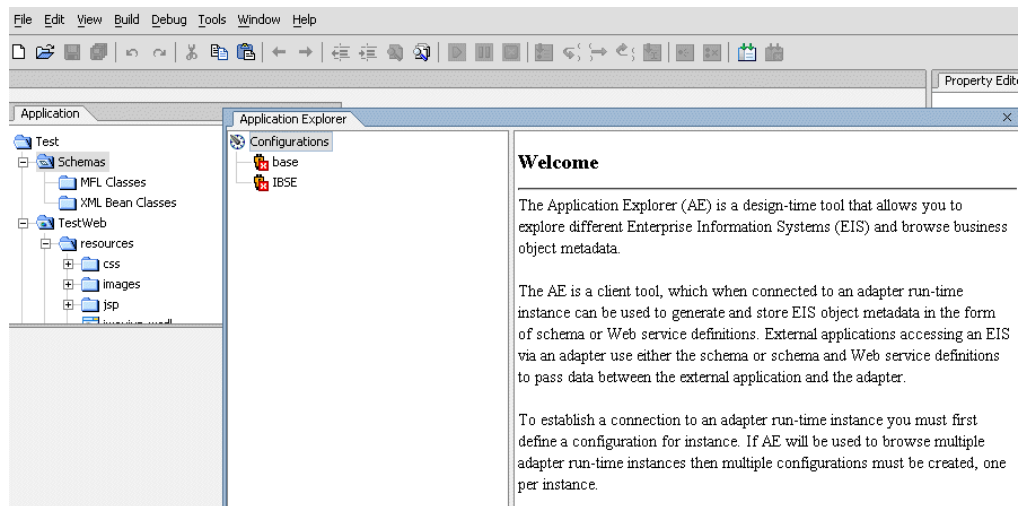 File Edit View Build Debug Tools Window Help
Property Edit
Application
Test
Schemas
MFL Classes
XML Bean Classes
TestWeb
resources
css
images
jsp
Application Explorer
Configurations
base
IBSE
Welcome
The Application Explorer (AE) is a design-time tool that allows you to
explore different Enterprise Information Systems (EIS) and browse business
object metadata.
The AE is a client tool, which when connected to an adapter run-time
instance can be used to generate and store EIS object metadata in the form
of schema or Web service definitions. External applications accessing an EIS
via an adapter use either the schema or schema and Web service definitions
to pass data between the external application and the adapter.
To establish a connection to an adapter run-time instance you must first
define a configuration for instance. If AE will be used to browse multiple
adapter run-time instances then multiple configurations must be created, one
per instance.